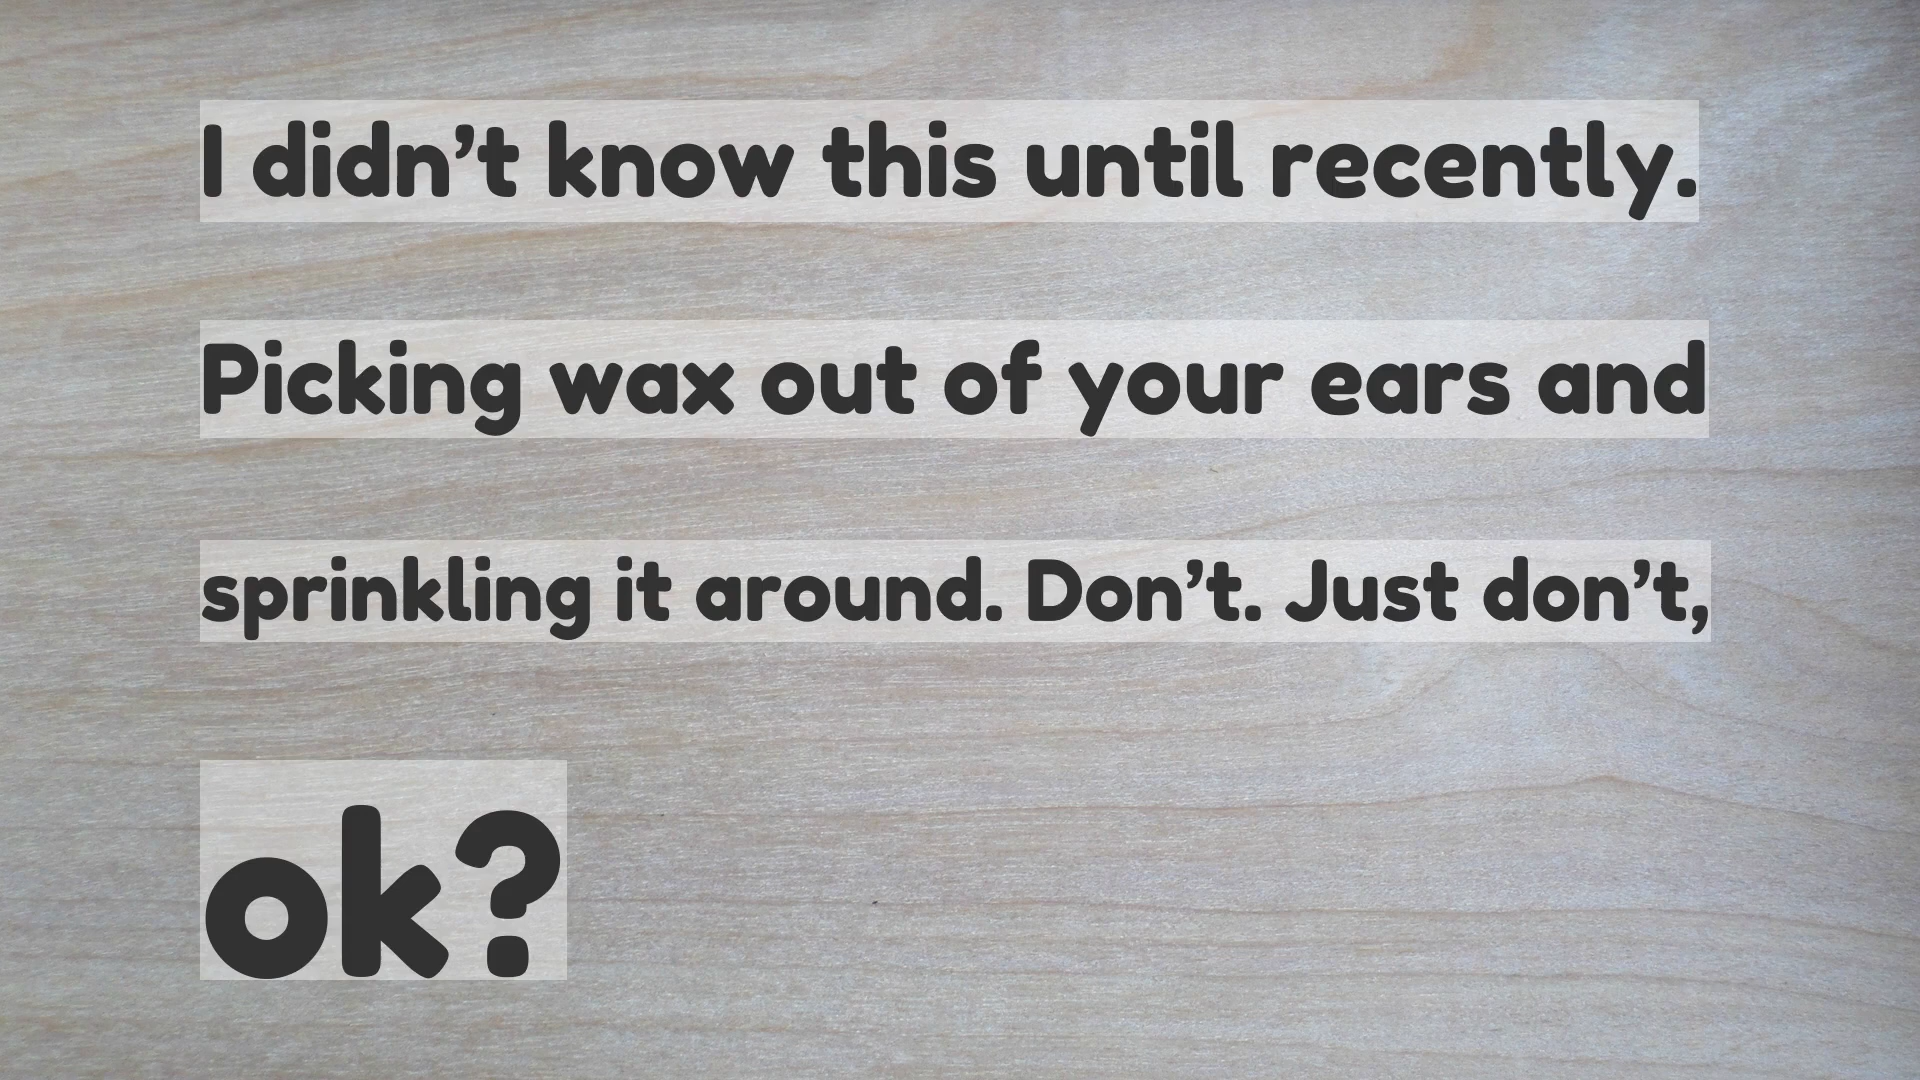 I didn’t know this until recently.
Picking wax out of your ears and
sprinkling it around. Don’t. Just don’t,
ok?